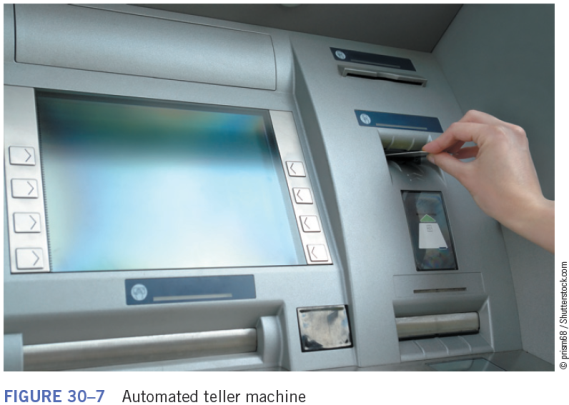 © prism68 / Shutterstock.com
FIGURE 30–7 Automated teller machine